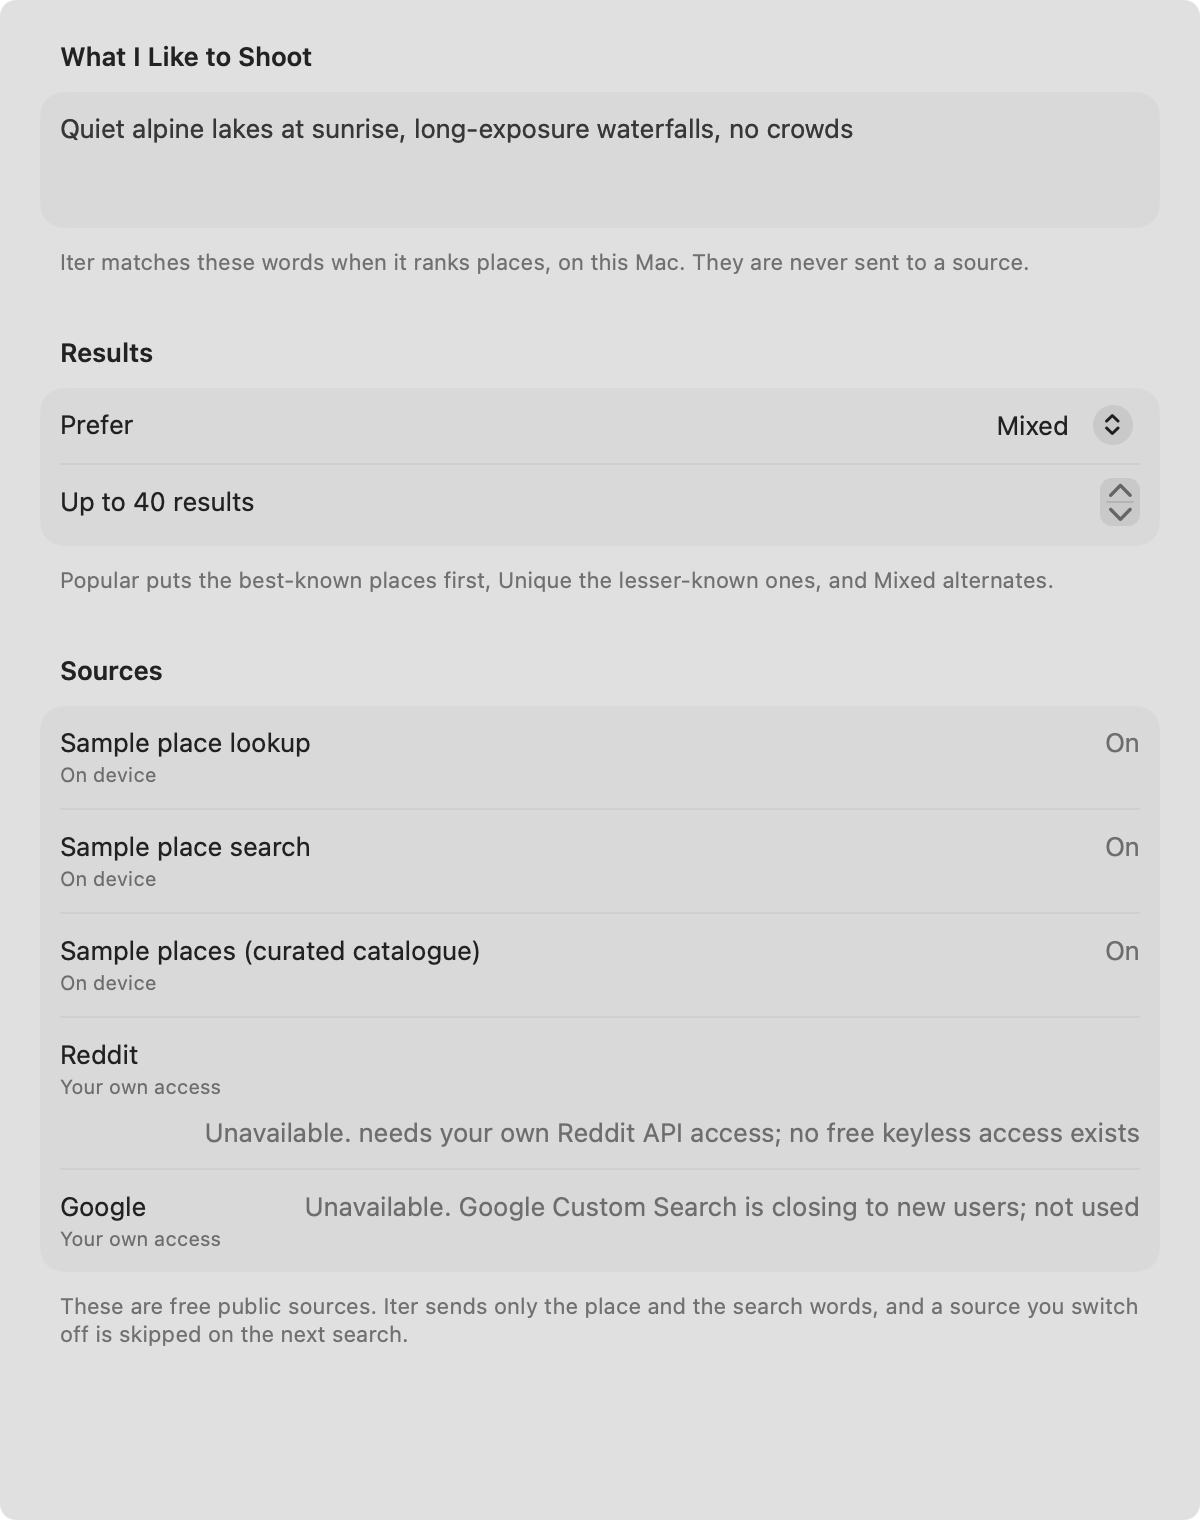 What I Like to Shoot
Quiet alpine lakes at sunrise, long-exposure waterfalls, no crowds
Iter matches these words when it ranks places, on this Mac. They are never sent to a source.
Results
Prefer Mixed
Up to 40 results
Popular puts the best-known places first, Unique the lesser-known ones, and Mixed alternates.
Sources
Sample place lookup On
On device
Sample place search On
On device
Sample places (curated catalogue) On
On device
Reddit
Your own access
Unavailable. needs your own Reddit API access; no free keyless access exists
Google Unavailable. Google Custom Search is closing to new users; not used
Your own access
These are free public sources. Iter sends only the place and the search words, and a source you switch
off is skipped on the next search.